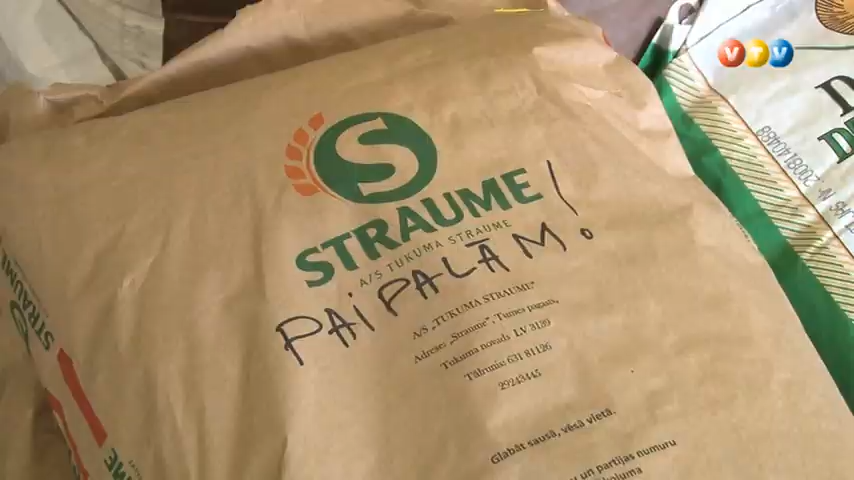 VTV
S
STRAUME
!
A/S TUKUMA STRAUME
PAiPALĀM
A/S „TUKUMA STRAUME"
Adrese: „Straume", Tumes pagasts,
Tukuma novads LV 3139
Tālrunis: 631 81126
29243445
Glabāt sausā, vēsā vietā.
un partijas numuru
STRAUME